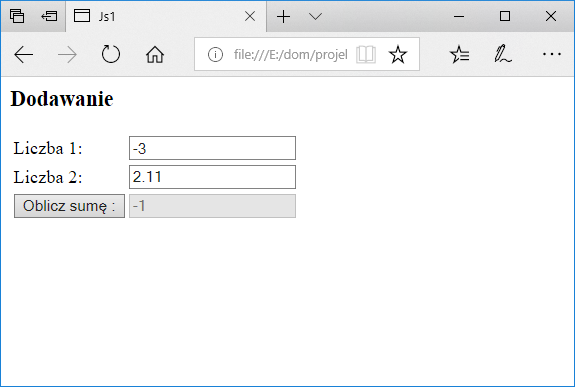 Js1
file:///E:/dom/projel
Dodawanie
Liczba 1: -3
Liczba 2: 2.11
Oblicz sumę : -1